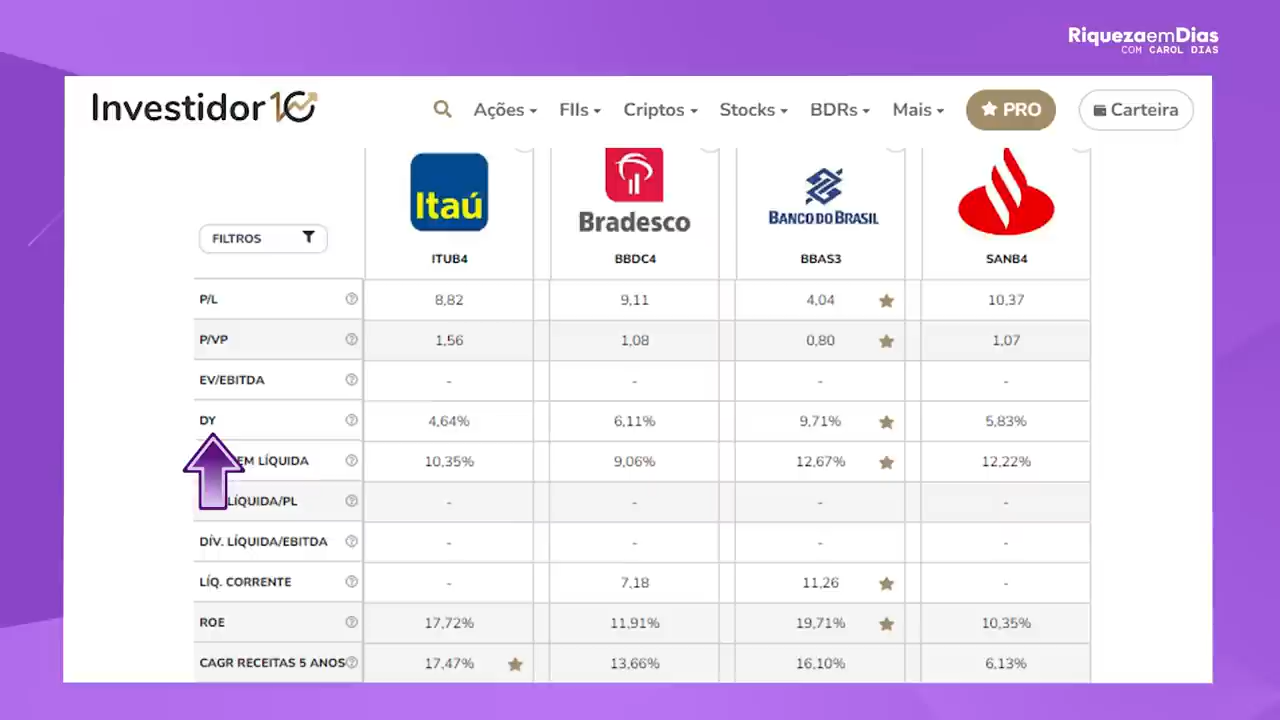 RiquezaemDias
COM CAROL DIAS
Investidor10
Ações
FIIs
Criptos
Stocks
BDRs
Mais
PRO
Carteira
Itaú
Bradesco
BANCO DO BRASIL
FILTROS
ITUB4 BBDC4 BBAS3 SANB4
P/L 8,82 9,11 4,04 10,37
P/VP 1,56 1,08 0,80 1,07
EV/EBITDA - - - -
DY 4,64% 6,11% 9,71% 5,83%
EM LÍQUIDA 10,35% 9,06% 12,67% 12,22%
LÍQUIDA/PL - - - -
DÍV. LÍQUIDA/EBITDA - - - -
LÍQ. CORRENTE - 7,18 11,26 -
ROE 17,72% 11,91% 19,71% 10,35%
CAGR RECEITAS 5 ANOS 17,47% 13,66% 16,10% 6,13%